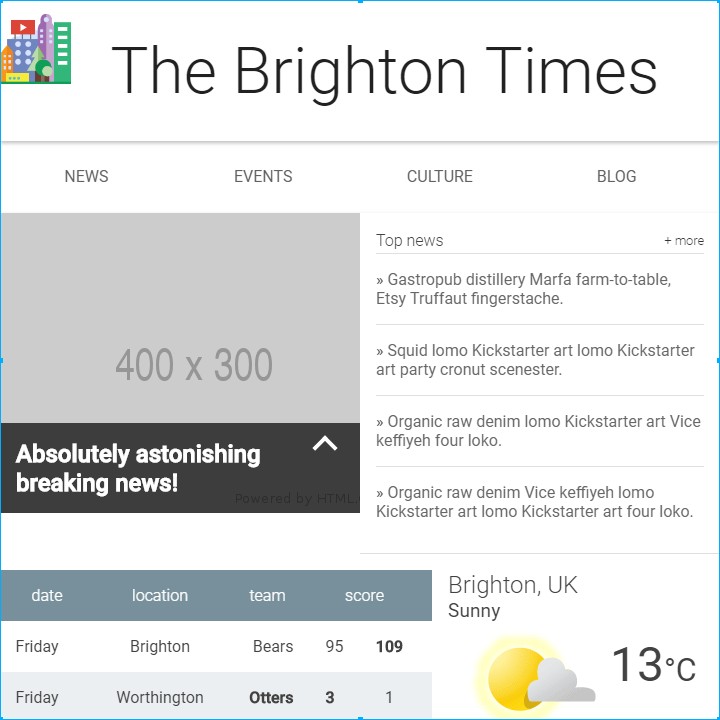 The Brighton Times
NEWS EVENTS CULTURE BLOG
400 x 300
Absolutely astonishing
breaking news!
Powered by HTML.
Top news + more
» Gastropub distillery Marfa farm-to-table,
Etsy Truffaut fingerstache.
» Squid lomo Kickstarter art lomo Kickstarter
art party cronut scenester.
» Organic raw denim lomo Kickstarter art Vice
keffiyeh four loko.
» Organic raw denim Vice keffiyeh lomo
Kickstarter art lomo Kickstarter art four loko.
date location team score
Friday Brighton Bears 95 109
Friday Worthington Otters 3 1
Brighton, UK
Sunny
13°C